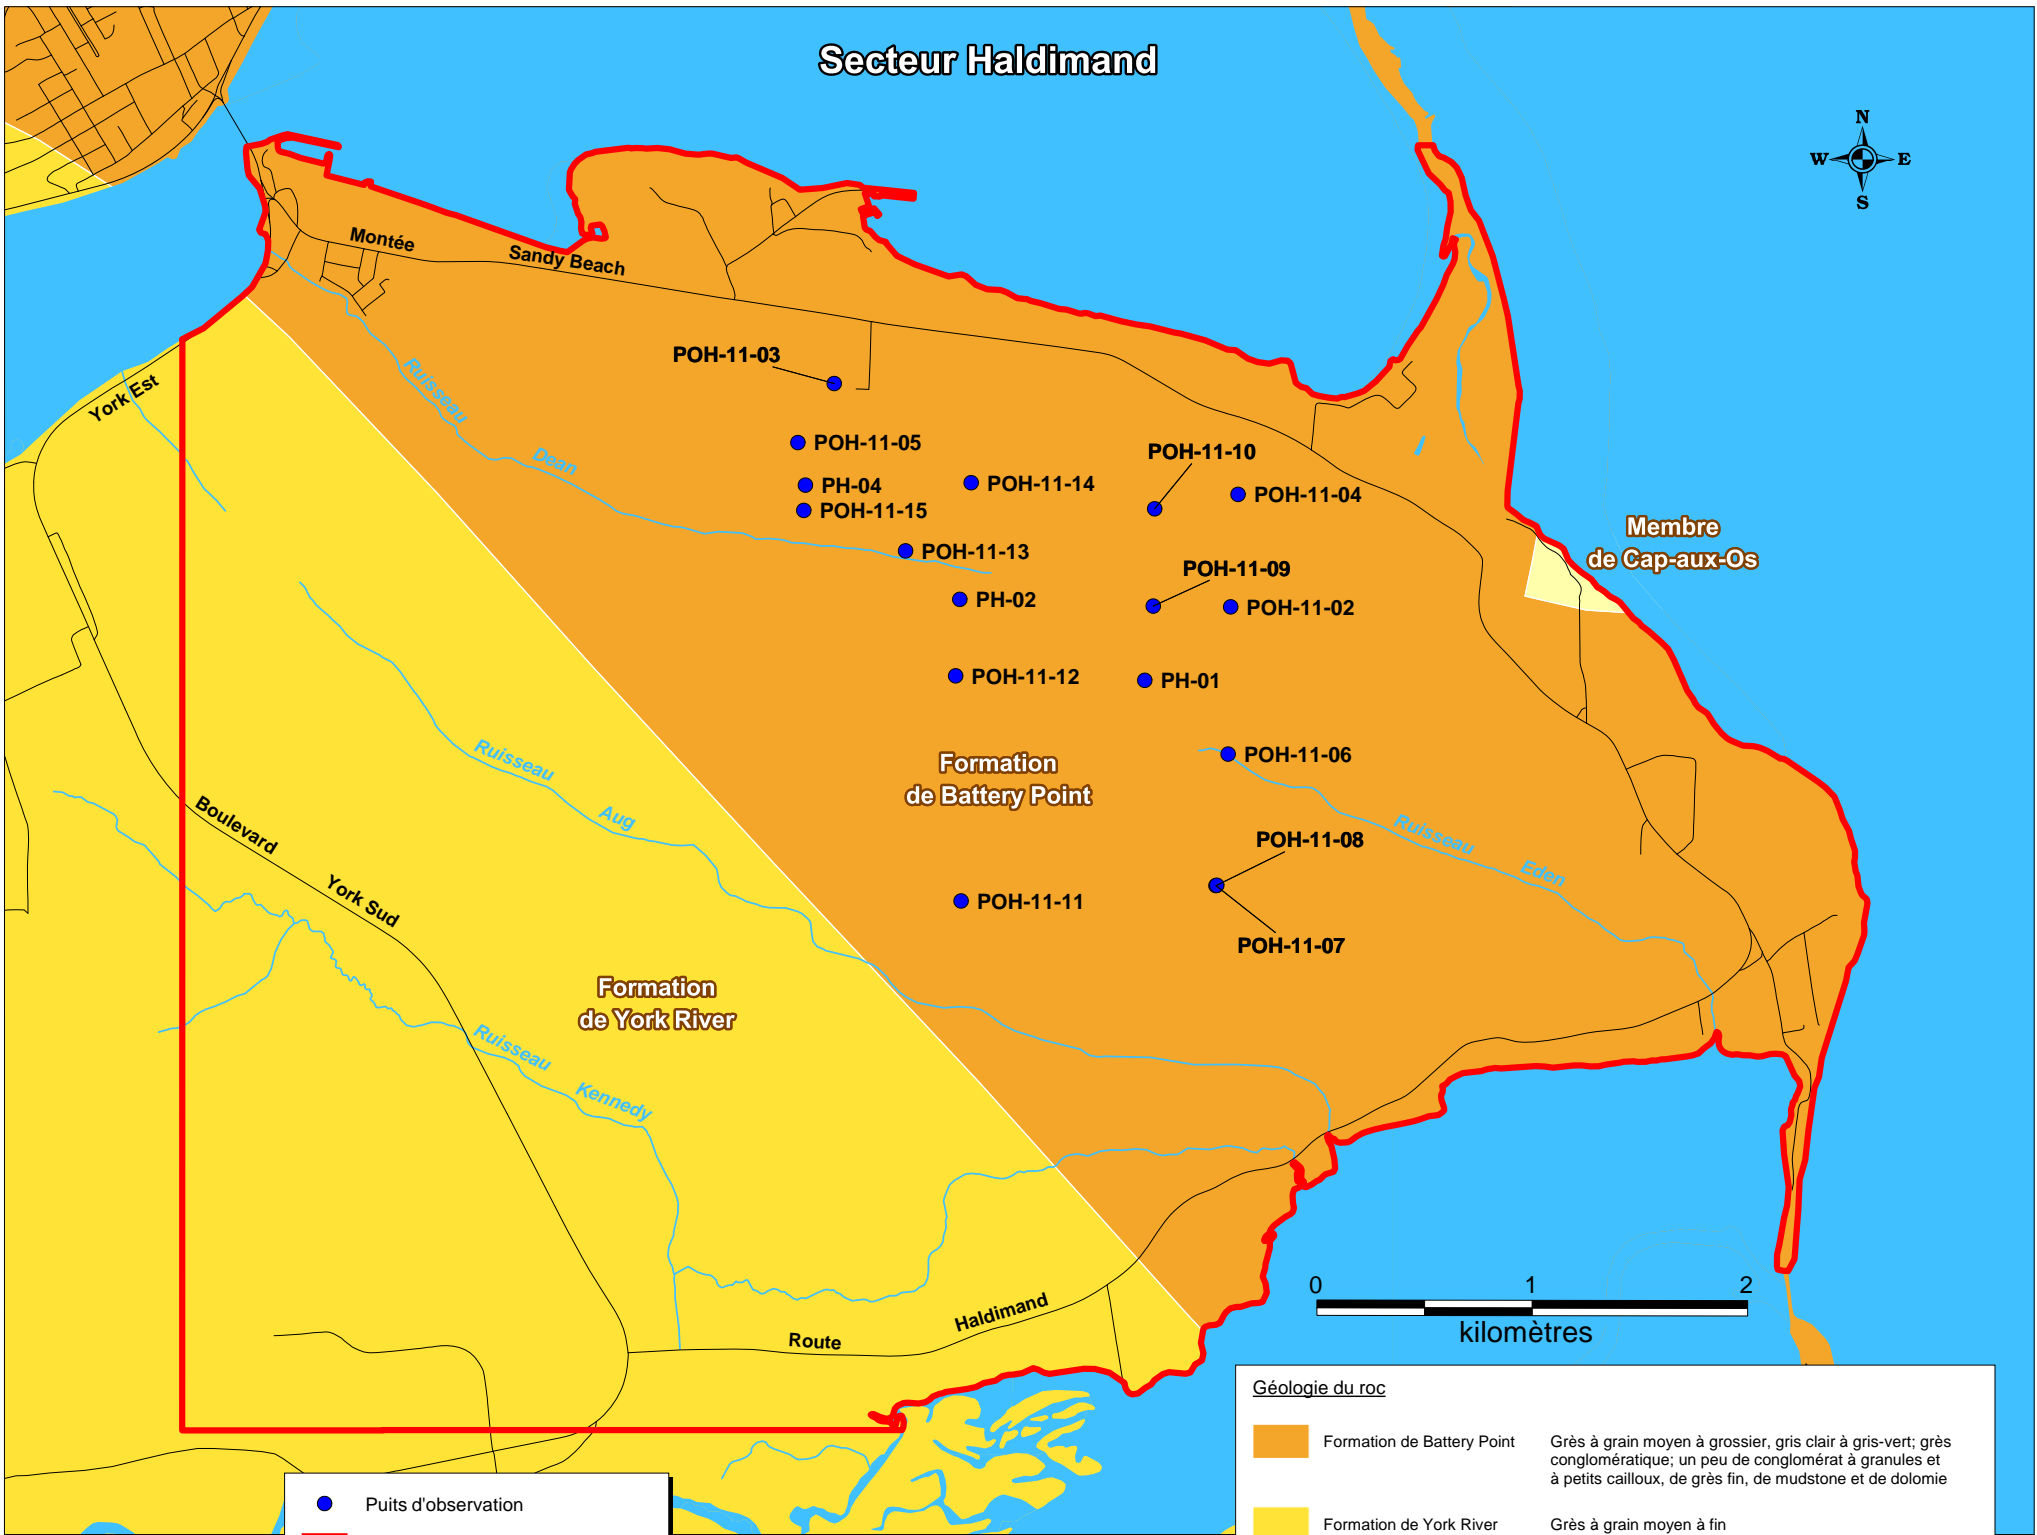 Secteur Haldimand
N
W E
S
Montée
Sandy Beach
POH-11-03
York Est
Ruisseau
Dean
POH-11-05
POH-11-10
PH-04
POH-11-14
POH-11-04
POH-11-15
Membre
de Cap-aux-Os
POH-11-13
POH-11-09
PH-02
POH-11-02
POH-11-12
PH-01
Ruisseau
Aug
Formation
de Battery Point
POH-11-06
Boulevard
York Sud
POH-11-08
Ruisseau
Eden
POH-11-11
POH-11-07
Formation
de York River
Ruisseau
Kennedy
0 1 2
kilomètres
Route
Haldimand
Géologie du roc
Formation de Battery Point
Grès à grain moyen à grossier, gris clair à gris-vert; grès
conglomératique; un peu de conglomérat à granules et
à petits cailloux, de grès fin, de mudstone et de dolomie
Formation de York River
Grès à grain moyen à fin
Puits d'observation